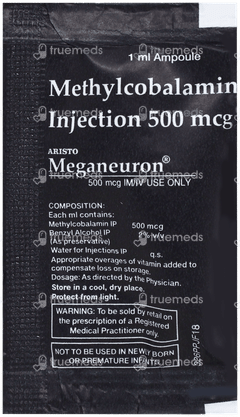 1 ml Ampoule
Methylcobalamin
Injection 500 mcg
ARISTO
Meganeuron®
500 mcg IM/IV USE ONLY
COMPOSITION:
Each ml contains:
Methylcobalamin IP 500 mcg
Benzyl Alcohol IP 2% w/v
(As preservative)
Water for Injections IP q.s.
Appropriate overages of vitamin added to
compensate loss on storage.
Dosage: As directed by the Physician.
Store in a cool, dry place.
Protect from light.
WARNING: To be sold by retail on
the prescription of a Registered
Medical Practitioner only.
NOT TO BE USED IN NEWLY BORN
OR PREMATURE INFANTS.
truemeds